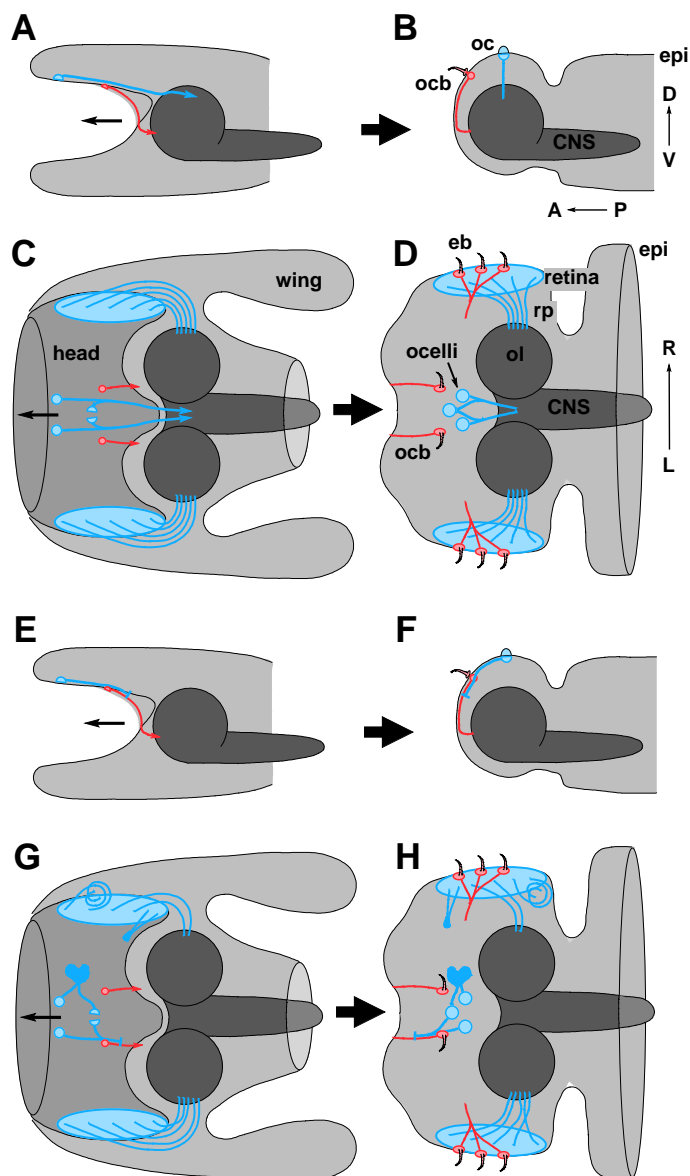 A
B
oc
epi
ocb
D
CNS
V
A P
C
D
eb
epi
wing
retina
rp
head
ocelli
ol
R
CNS
ocb
L
E
F
G
H